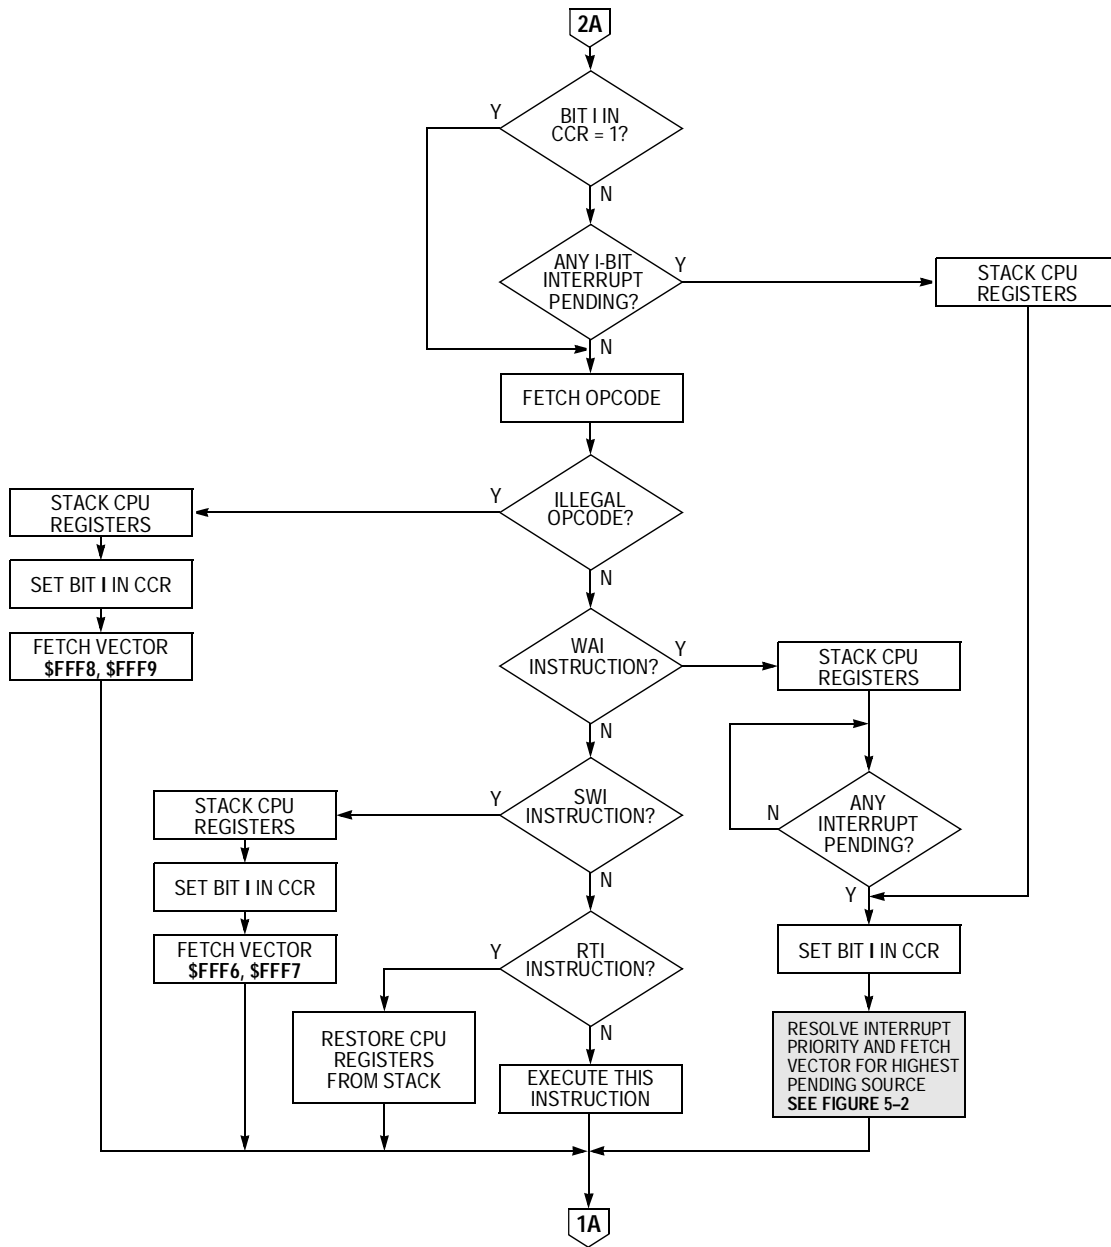 2A
Y
BIT I IN
CCR = 1?
N
ANY I-BIT
INTERRUPT
PENDING?
Y
STACK CPU
REGISTERS
N
FETCH OPCODE
STACK CPU
REGISTERS
Y
ILLEGAL
OPCODE?
SET BIT I IN CCR
N
FETCH VECTOR
$FFF8, $FFF9
WAI
INSTRUCTION?
Y
STACK CPU
REGISTERS
N
STACK CPU
REGISTERS
Y
SWI
INSTRUCTION?
N
ANY
INTERRUPT
PENDING?
SET BIT I IN CCR
N
Y
FETCH VECTOR
$FFF6, $FFF7
Y
RTI
INSTRUCTION?
SET BIT I IN CCR
N
RESTORE CPU
REGISTERS
FROM STACK
EXECUTE THIS
INSTRUCTION
RESOLVE INTERRUPT
PRIORITY AND FETCH
VECTOR FOR HIGHEST
PENDING SOURCE
SEE FIGURE 5–2
1A